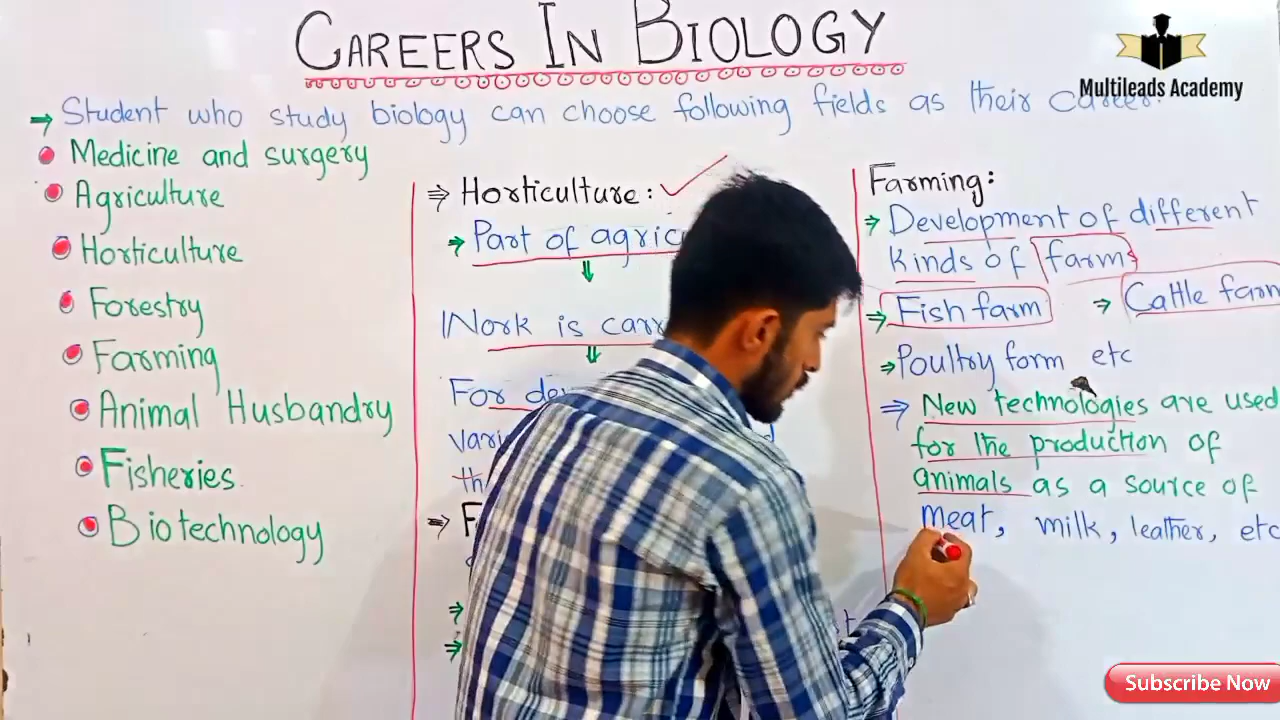 CAREERS IN BIOLOGY
Multileads Academy
→ Student who study biology can choose following fields as their Career.
Medicine and surgery
Agriculture
Horticulture
Forestry
Farming
Animal Husbandry
Fisheries
Biotechnology
⇒ Horticulture:
→ Part of
Work is
For
Farming:
→ Development of different
kinds of farms
→ Fish farm → Cattle farm
→ Poultry form etc
⇒ New technologies are used
for the production of
animals as a source of
meat, milk, leather, etc
Subscribe Now